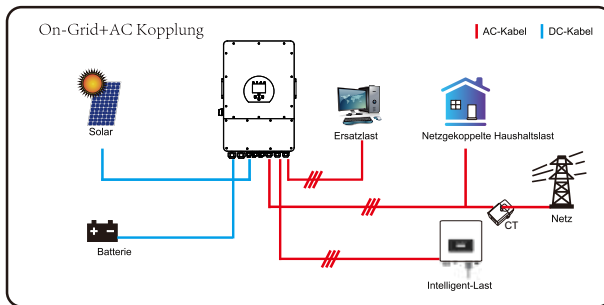 On-Grid+AC Kopplung
AC-Kabel
DC-Kabel
Solar
Ersatzlast
Netzgekoppelte Haushaltslast
CT
Netz
Batterie
Intelligent-Last